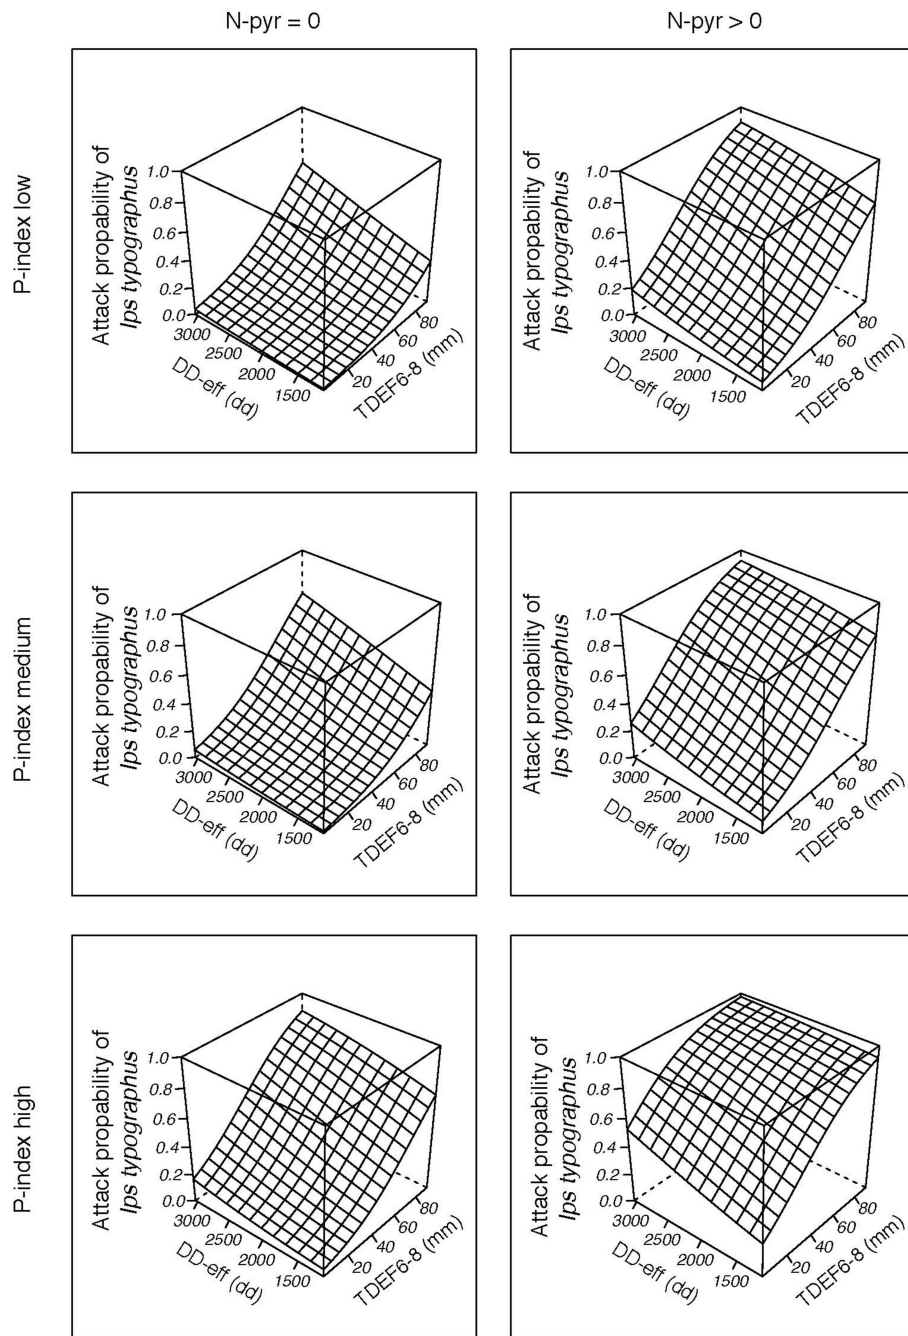 N-pyr = 0
N-pyr > 0
P-index low
Attack propability of
Ips typographus
1.0
0.8
0.6
0.4
0.2
0.0
3000
2500
2000
1500
DD-eff (dd)
20
40
60
80
TDEF6-8 (mm)
Attack propability of
Ips typographus
1.0
0.8
0.6
0.4
0.2
0.0
3000
2500
2000
1500
DD-eff (dd)
20
40
60
80
TDEF6-8 (mm)
P-index medium
Attack propability of
Ips typographus
1.0
0.8
0.6
0.4
0.2
0.0
3000
2500
2000
1500
DD-eff (dd)
20
40
60
80
TDEF6-8 (mm)
Attack propability of
Ips typographus
1.0
0.8
0.6
0.4
0.2
0.0
3000
2500
2000
1500
DD-eff (dd)
20
40
60
80
TDEF6-8 (mm)
P-index high
Attack propability of
Ips typographus
1.0
0.8
0.6
0.4
0.2
0.0
3000
2500
2000
1500
DD-eff (dd)
20
40
60
80
TDEF6-8 (mm)
Attack propability of
Ips typographus
1.0
0.8
0.6
0.4
0.2
0.0
3000
2500
2000
1500
DD-eff (dd)
20
40
60
80
TDEF6-8 (mm)